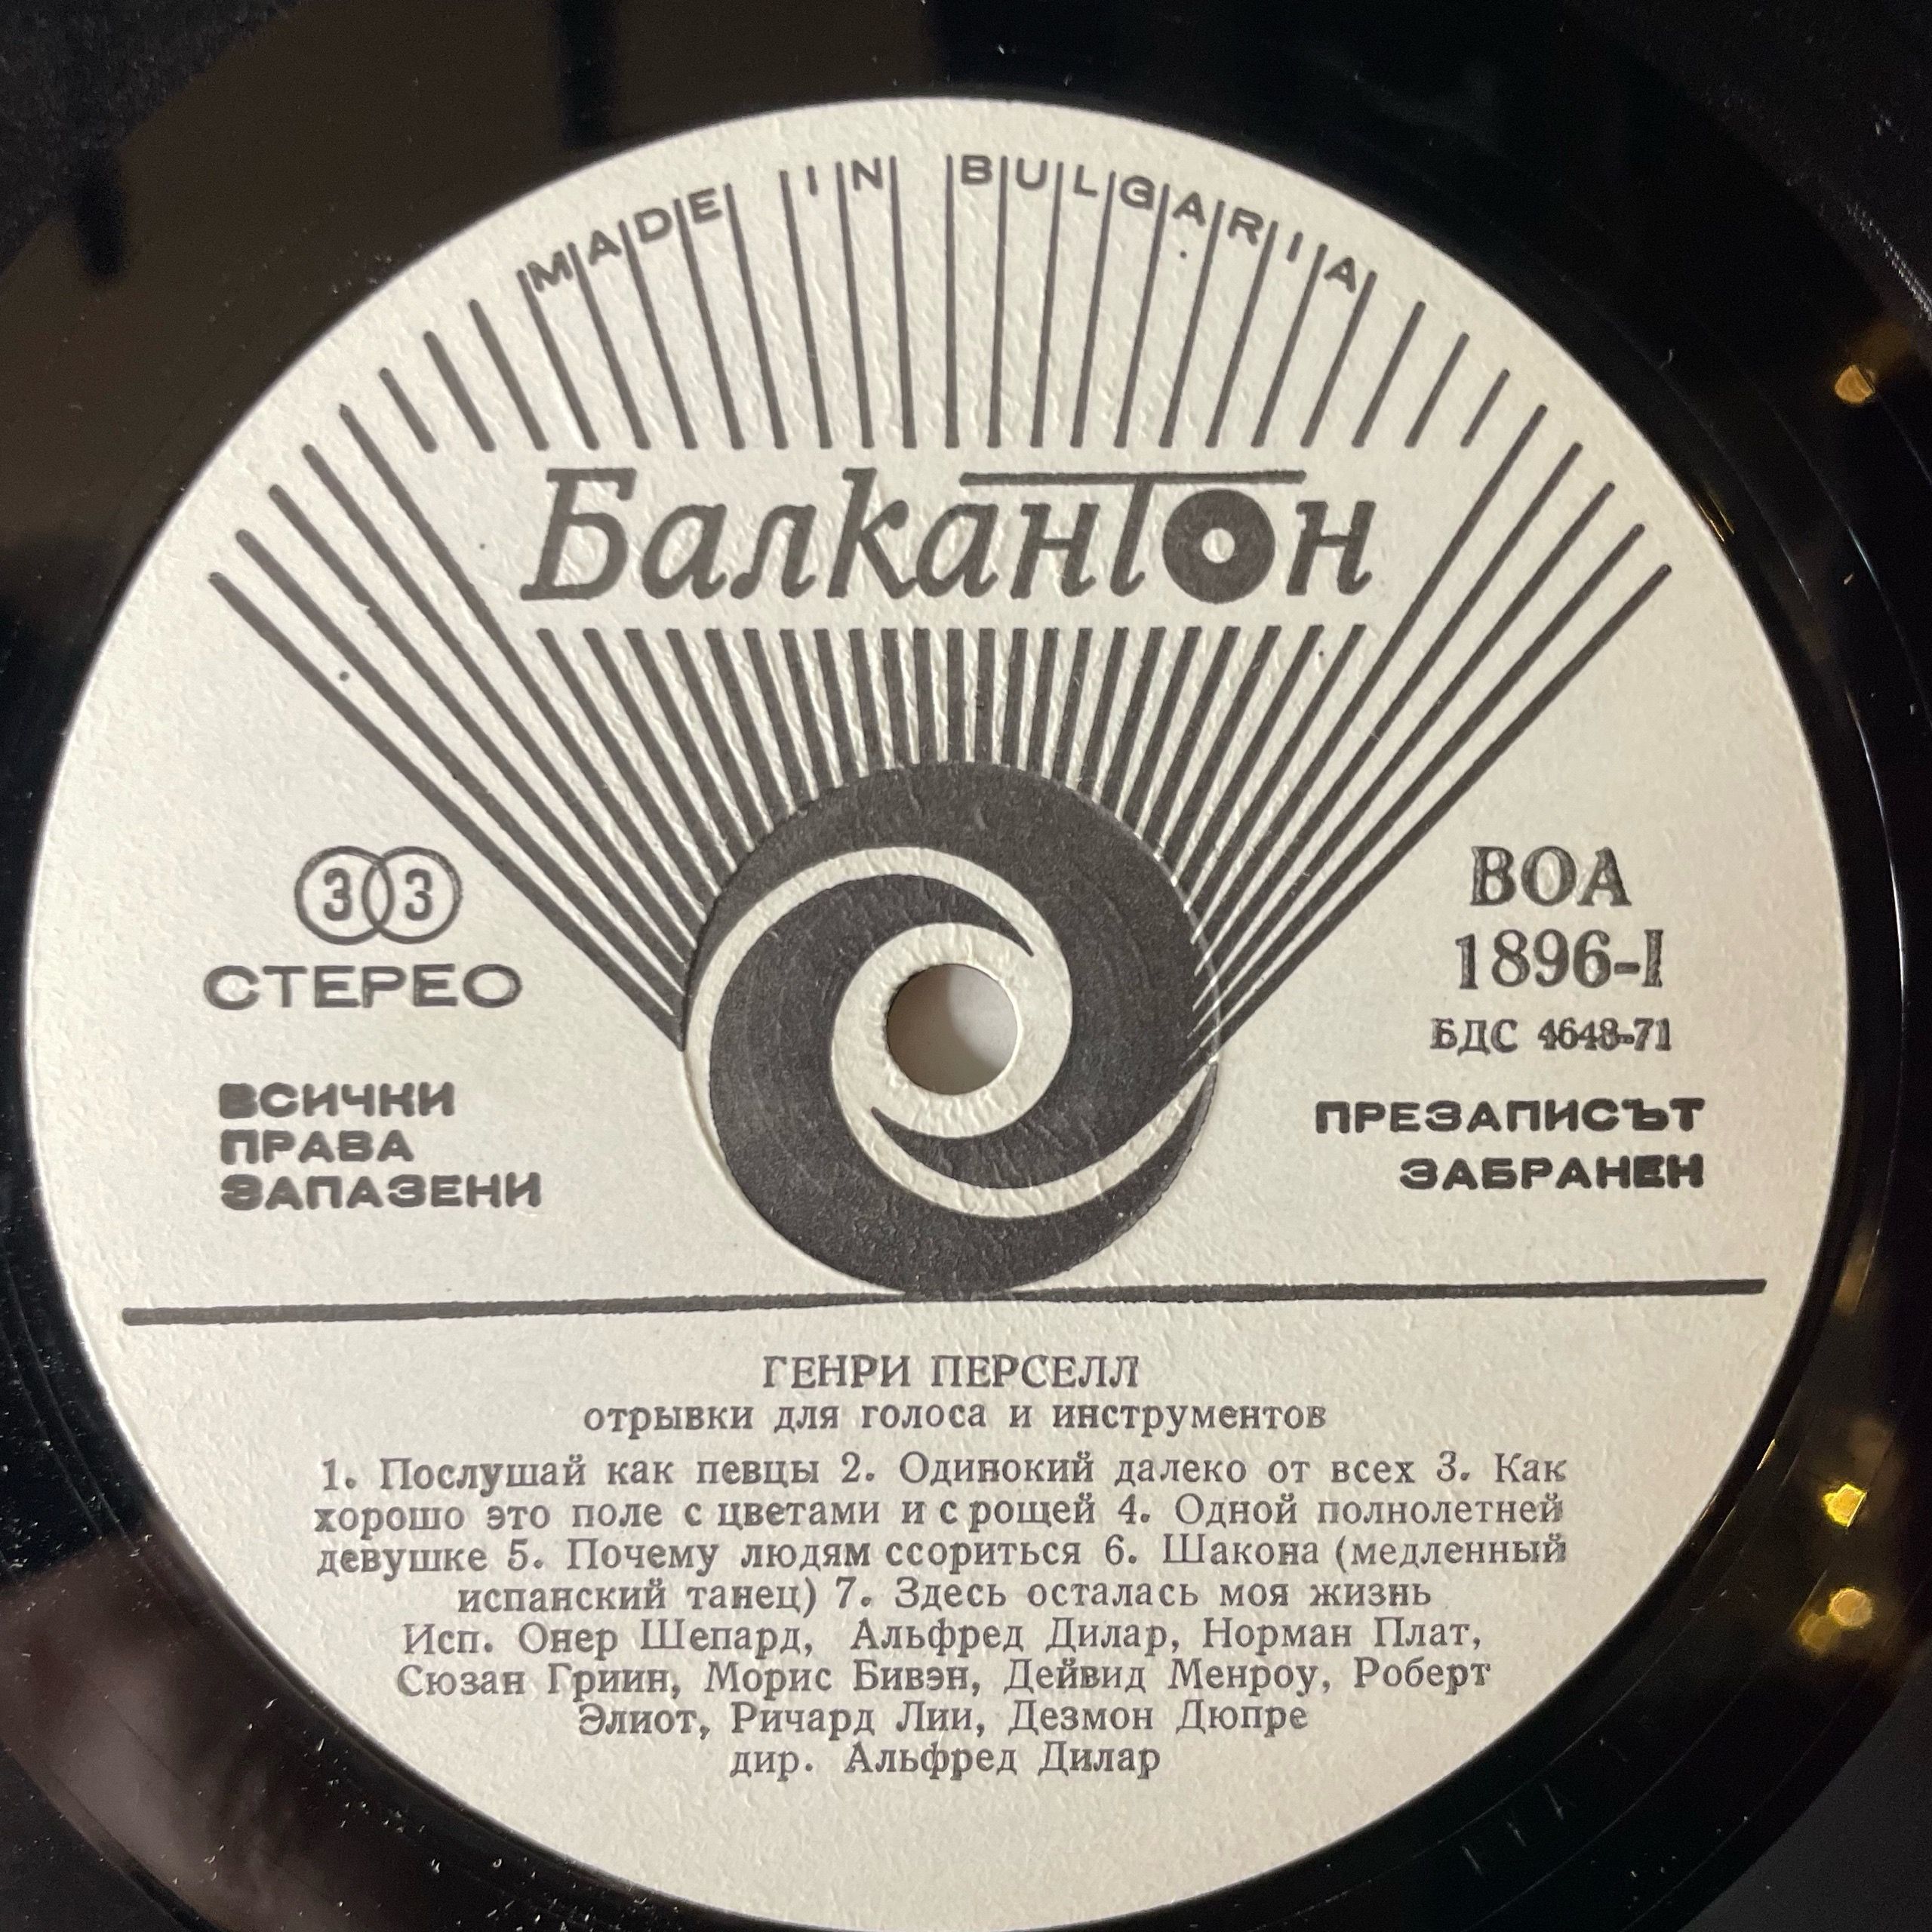 MADE IN BULGARIA
Балкантон
33
СТЕРЕО
ВСИЧКИ
ПРАВА
ЗАПАЗЕНИ
ВОА
1896-I
БДС 4648-71
ПРЕЗАПИСЪТ
ЗАБРАНЕН
ГЕНРИ ПЕРСЕЛЛ
отрывки для голоса и инструментов
1. Послушай как певцы 2. Одинокий далеко от всех 3. Как
хорошо это поле с цветами и с рощей 4. Одной полнолетней
девушке 5. Почему людям ссориться 6. Шакона (медленный
испанский танец) 7. Здесь осталась моя жизнь
Исп. Онер Шепард, Альфред Дилар, Норман Плат,
Сюзан Гриин, Морис Бивэн, Дейвид Менроу, Роберт
Элиот, Ричард Лии, Дезмон Дюпре
дир. Альфред Дилар